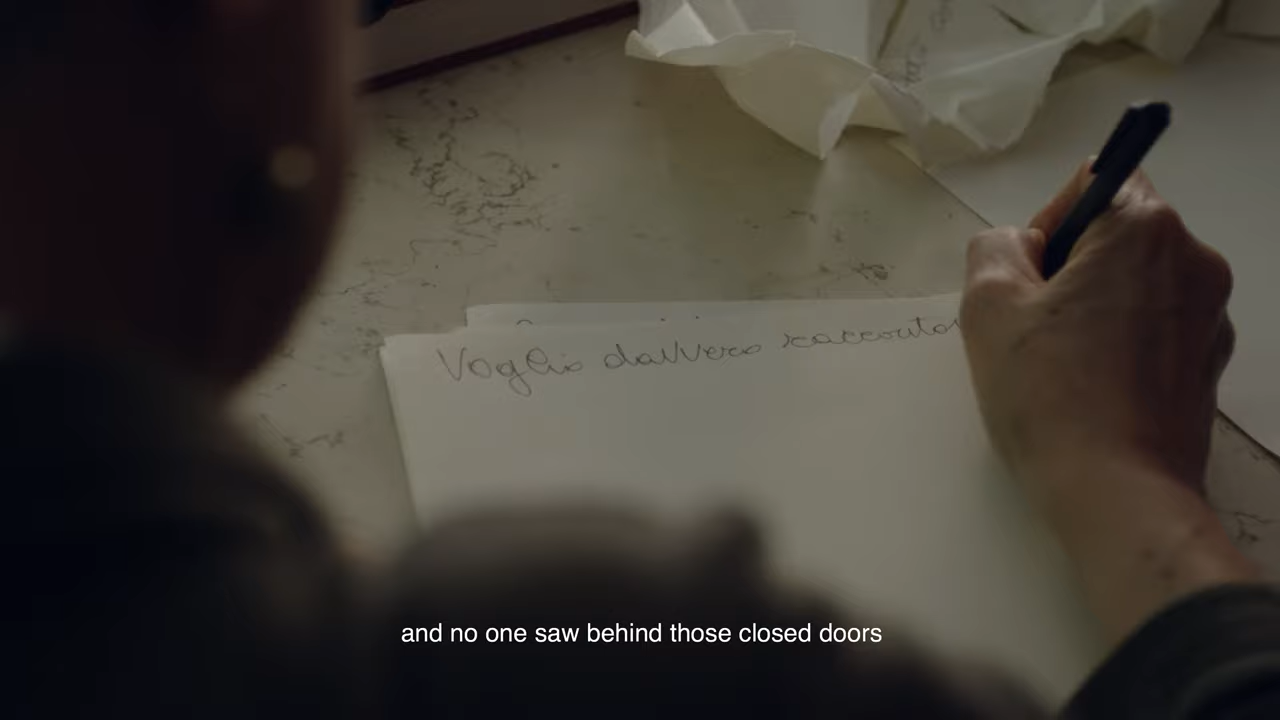 Voglio davvero raccontar
and no one saw behind those closed doors